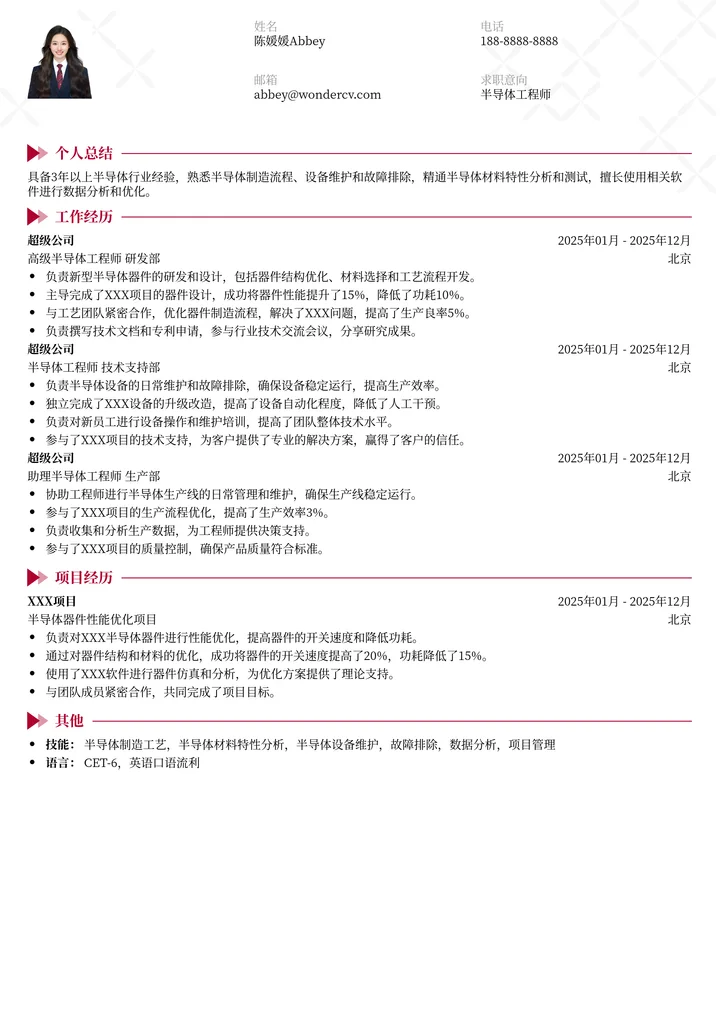 姓名
陈媛媛Abbey
电话
188-8888-8888
邮箱
abbey@wondercv.com
求职意向
半导体工程师
个人总结
具备3年以上半导体行业经验，熟悉半导体制造流程、设备维护和故障排除，精通半导体材料特性分析和测试，擅长使用相关软
件进行数据分析和优化。
工作经历
超级公司 2025年01月 - 2025年12月
高级半导体工程师 研发部 北京
• 负责新型半导体器件的研发和设计，包括器件结构优化、材料选择和工艺流程开发。
• 主导完成了XXX项目的器件设计，成功将器件性能提升了15%，降低了功耗10%。
• 与工艺团队紧密合作，优化器件制造流程，解决了XXX问题，提高了生产良率5%。
• 负责撰写技术文档和专利申请，参与行业技术交流会议，分享研究成果。
超级公司 2025年01月 - 2025年12月
半导体工程师 技术支持部 北京
• 负责半导体设备的日常维护和故障排除，确保设备稳定运行，提高生产效率。
• 独立完成了XXX设备的升级改造，提高了设备自动化程度，降低了人工干预。
• 负责对新员工进行设备操作和维护培训，提高了团队整体技术水平。
• 参与了XXX项目的技术支持，为客户提供了专业的解决方案，赢得了客户的信任。
超级公司 2025年01月 - 2025年12月
助理半导体工程师 生产部 北京
• 协助工程师进行半导体生产线的日常管理和维护，确保生产线稳定运行。
• 参与了XXX项目的生产流程优化，提高了生产效率3%。
• 负责收集和分析生产数据，为工程师提供决策支持。
• 参与了XXX项目的质量控制，确保产品质量符合标准。
项目经历
XXX项目 2025年01月 - 2025年12月
半导体器件性能优化项目 北京
• 负责对XXX半导体器件进行性能优化，提高器件的开关速度和降低功耗。
• 通过对器件结构和材料的优化，成功将器件的开关速度提高了20%，功耗降低了15%。
• 使用了XXX软件进行器件仿真和分析，为优化方案提供了理论支持。
• 与团队成员紧密合作，共同完成了项目目标。
其他
• 技能： 半导体制造工艺，半导体材料特性分析，半导体设备维护，故障排除，数据分析，项目管理
• 语言： CET-6，英语口语流利